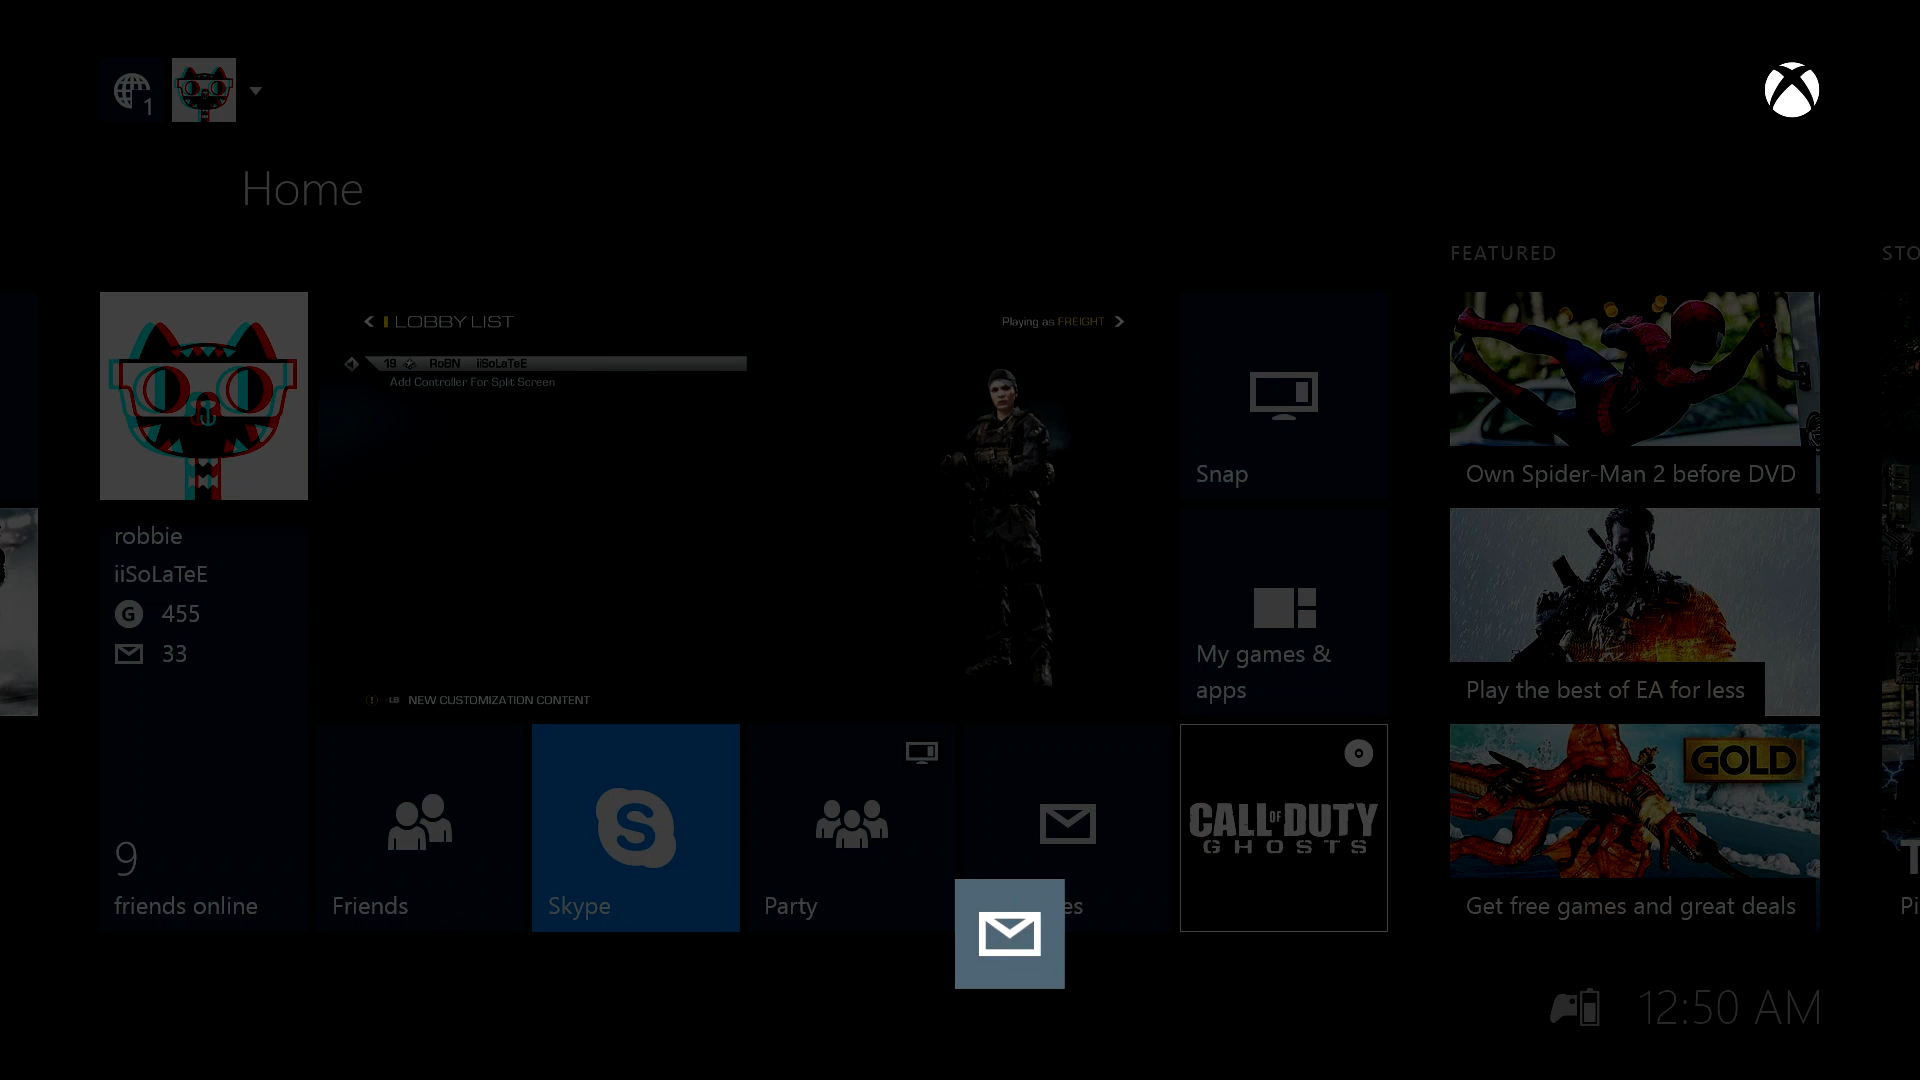 1
Home
FEATURED
STO
LOBBY LIST
Playing as FREIGHT
19 RoBN iiSoLaTeE
Add Controller For Split Screen
Snap
Own Spider-Man 2 before DVD
robbie
iiSoLaTeE
G 455
33
My games &
apps
Play the best of EA for less
LB NEW CUSTOMIZATION CONTENT
GOLD
CALL OF DUTY
GHOSTS
9
friends online
Friends
Skype
Party
es
Get free games and great deals
T
Pi
12:50 AM